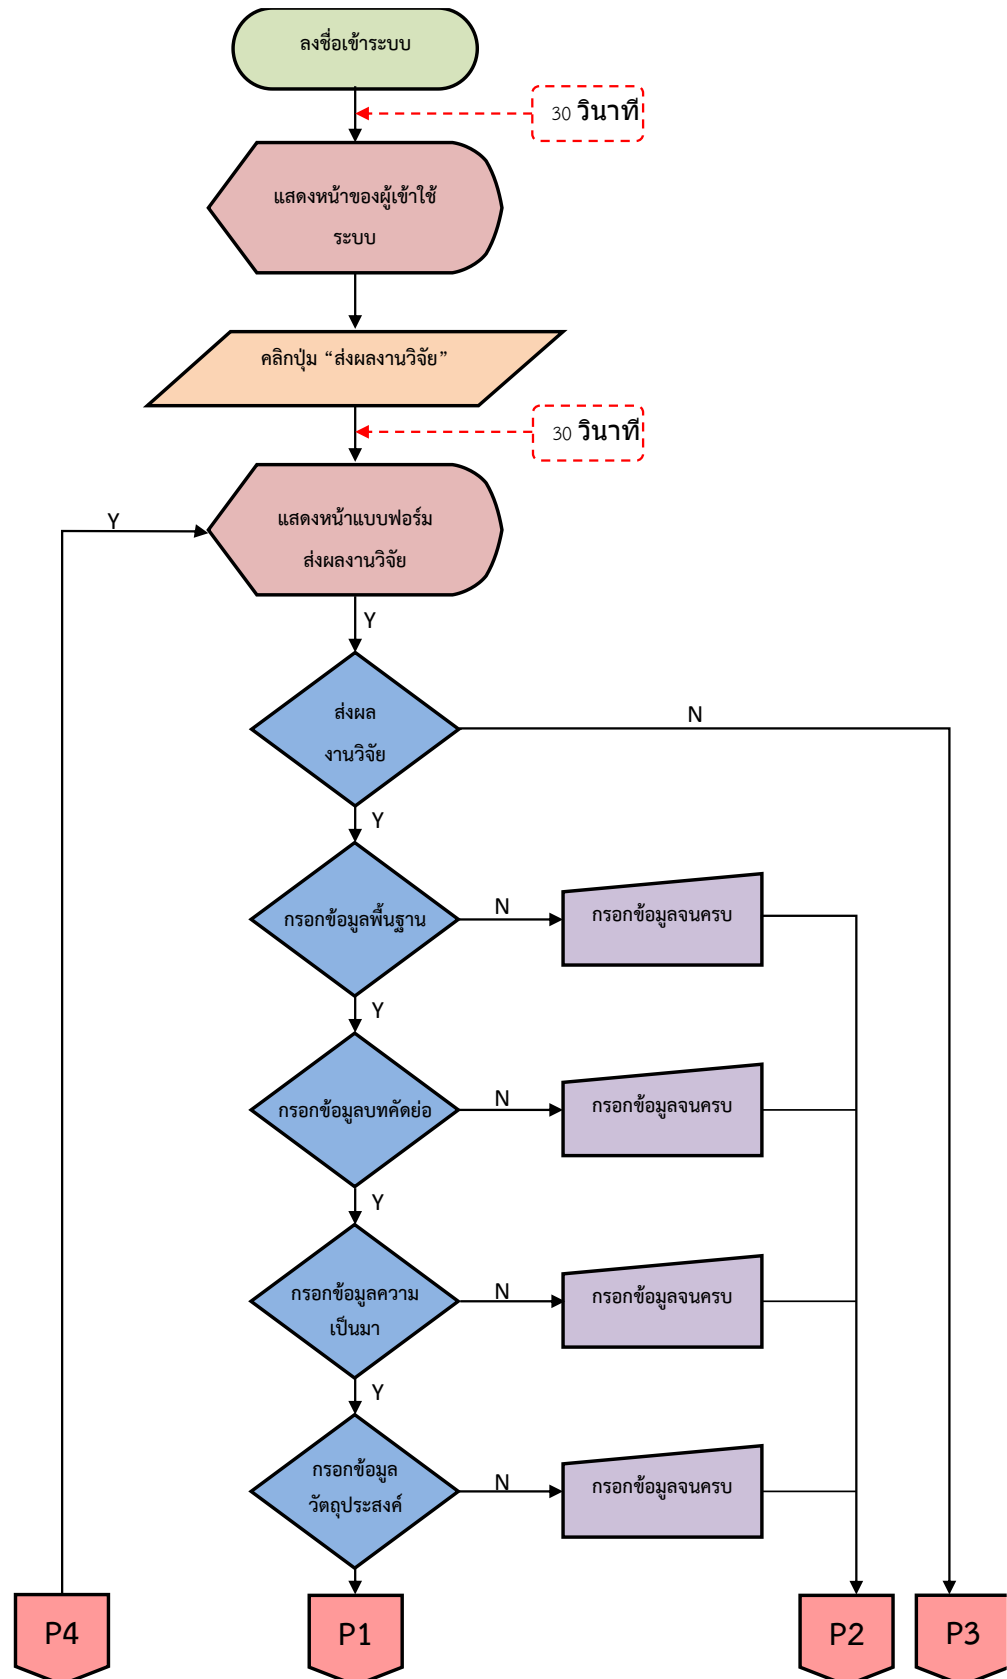 ลงชื่อเข้าระบบ
30 วินาที
แสดงหน้าของผู้เข้าใช้
ระบบ
คลิกปุ่ม “ส่งผลงานวิจัย”
30 วินาที
แสดงหน้าแบบฟอร์ม
ส่งผลงานวิจัย
Y
Y
ส่งผล
งานวิจัย
N
Y
กรอกข้อมูลพื้นฐาน
N
กรอกข้อมูลจนครบ
Y
กรอกข้อมูลบทคัดย่อ
N
กรอกข้อมูลจนครบ
Y
กรอกข้อมูลความ
เป็นมา
N
กรอกข้อมูลจนครบ
Y
กรอกข้อมูล
วัตถุประสงค์
N
กรอกข้อมูลจนครบ
P4
P1
P2
P3